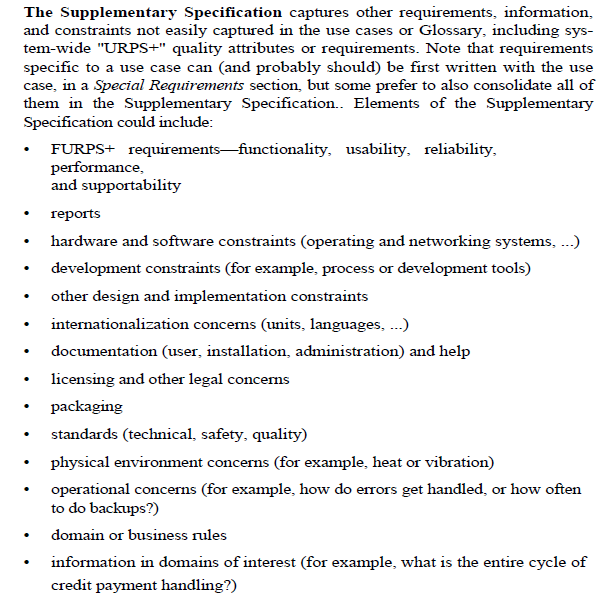 The Supplementary Specification captures other requirements, information,
and constraints not easily captured in the use cases or Glossary, including sys-
tem-wide "URPS+" quality attributes or requirements. Note that requirements
specific to a use case can (and probably should) be first written with the use
case, in a Special Requirements section, but some prefer to also consolidate all of
them in the Supplementary Specification.. Elements of the Supplementary
Specification could include:
• FURPS+ requirements—functionality, usability, reliability,
performance,
and supportability
• reports
• hardware and software constraints (operating and networking systems, ...)
• development constraints (for example, process or development tools)
• other design and implementation constraints
• internationalization concerns (units, languages, ...)
• documentation (user, installation, administration) and help
• licensing and other legal concerns
• packaging
• standards (technical, safety, quality)
• physical environment concerns (for example, heat or vibration)
• operational concerns (for example, how do errors get handled, or how often
to do backups?)
• domain or business rules
• information in domains of interest (for example, what is the entire cycle of
credit payment handling?)